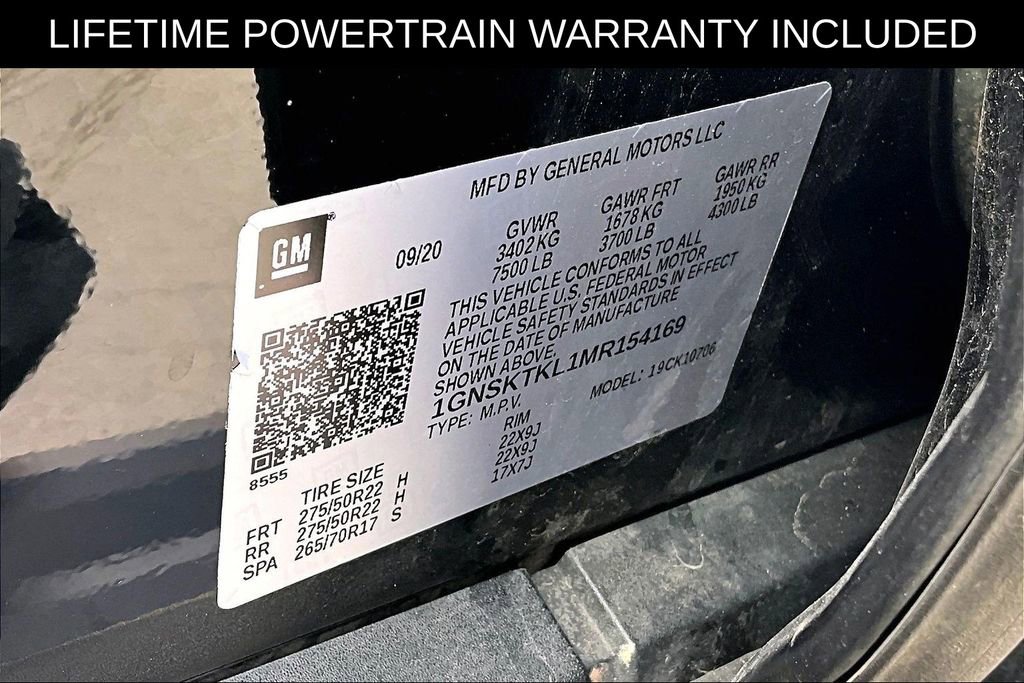 LIFETIME POWERTRAIN WARRANTY INCLUDED
MFD BY GENERAL MOTORS LLC
GM
09/20
GVWR GAWR FRT GAWR RR
3402 KG 1678 KG 1950 KG
7500 LB 3700 LB 4300 LB
THIS VEHICLE CONFORMS TO ALL
APPLICABLE U.S. FEDERAL MOTOR
VEHICLE SAFETY STANDARDS IN EFFECT
ON THE DATE OF MANUFACTURE
SHOWN ABOVE.
1GNSKTKL1MR154169
TYPE: M.P.V. MODEL: 19CK10706
8555
TIRE SIZE RIM
FRT 275/50R22 H 22X9J
RR 275/50R22 H 22X9J
SPA 265/70R17 S 17X7J